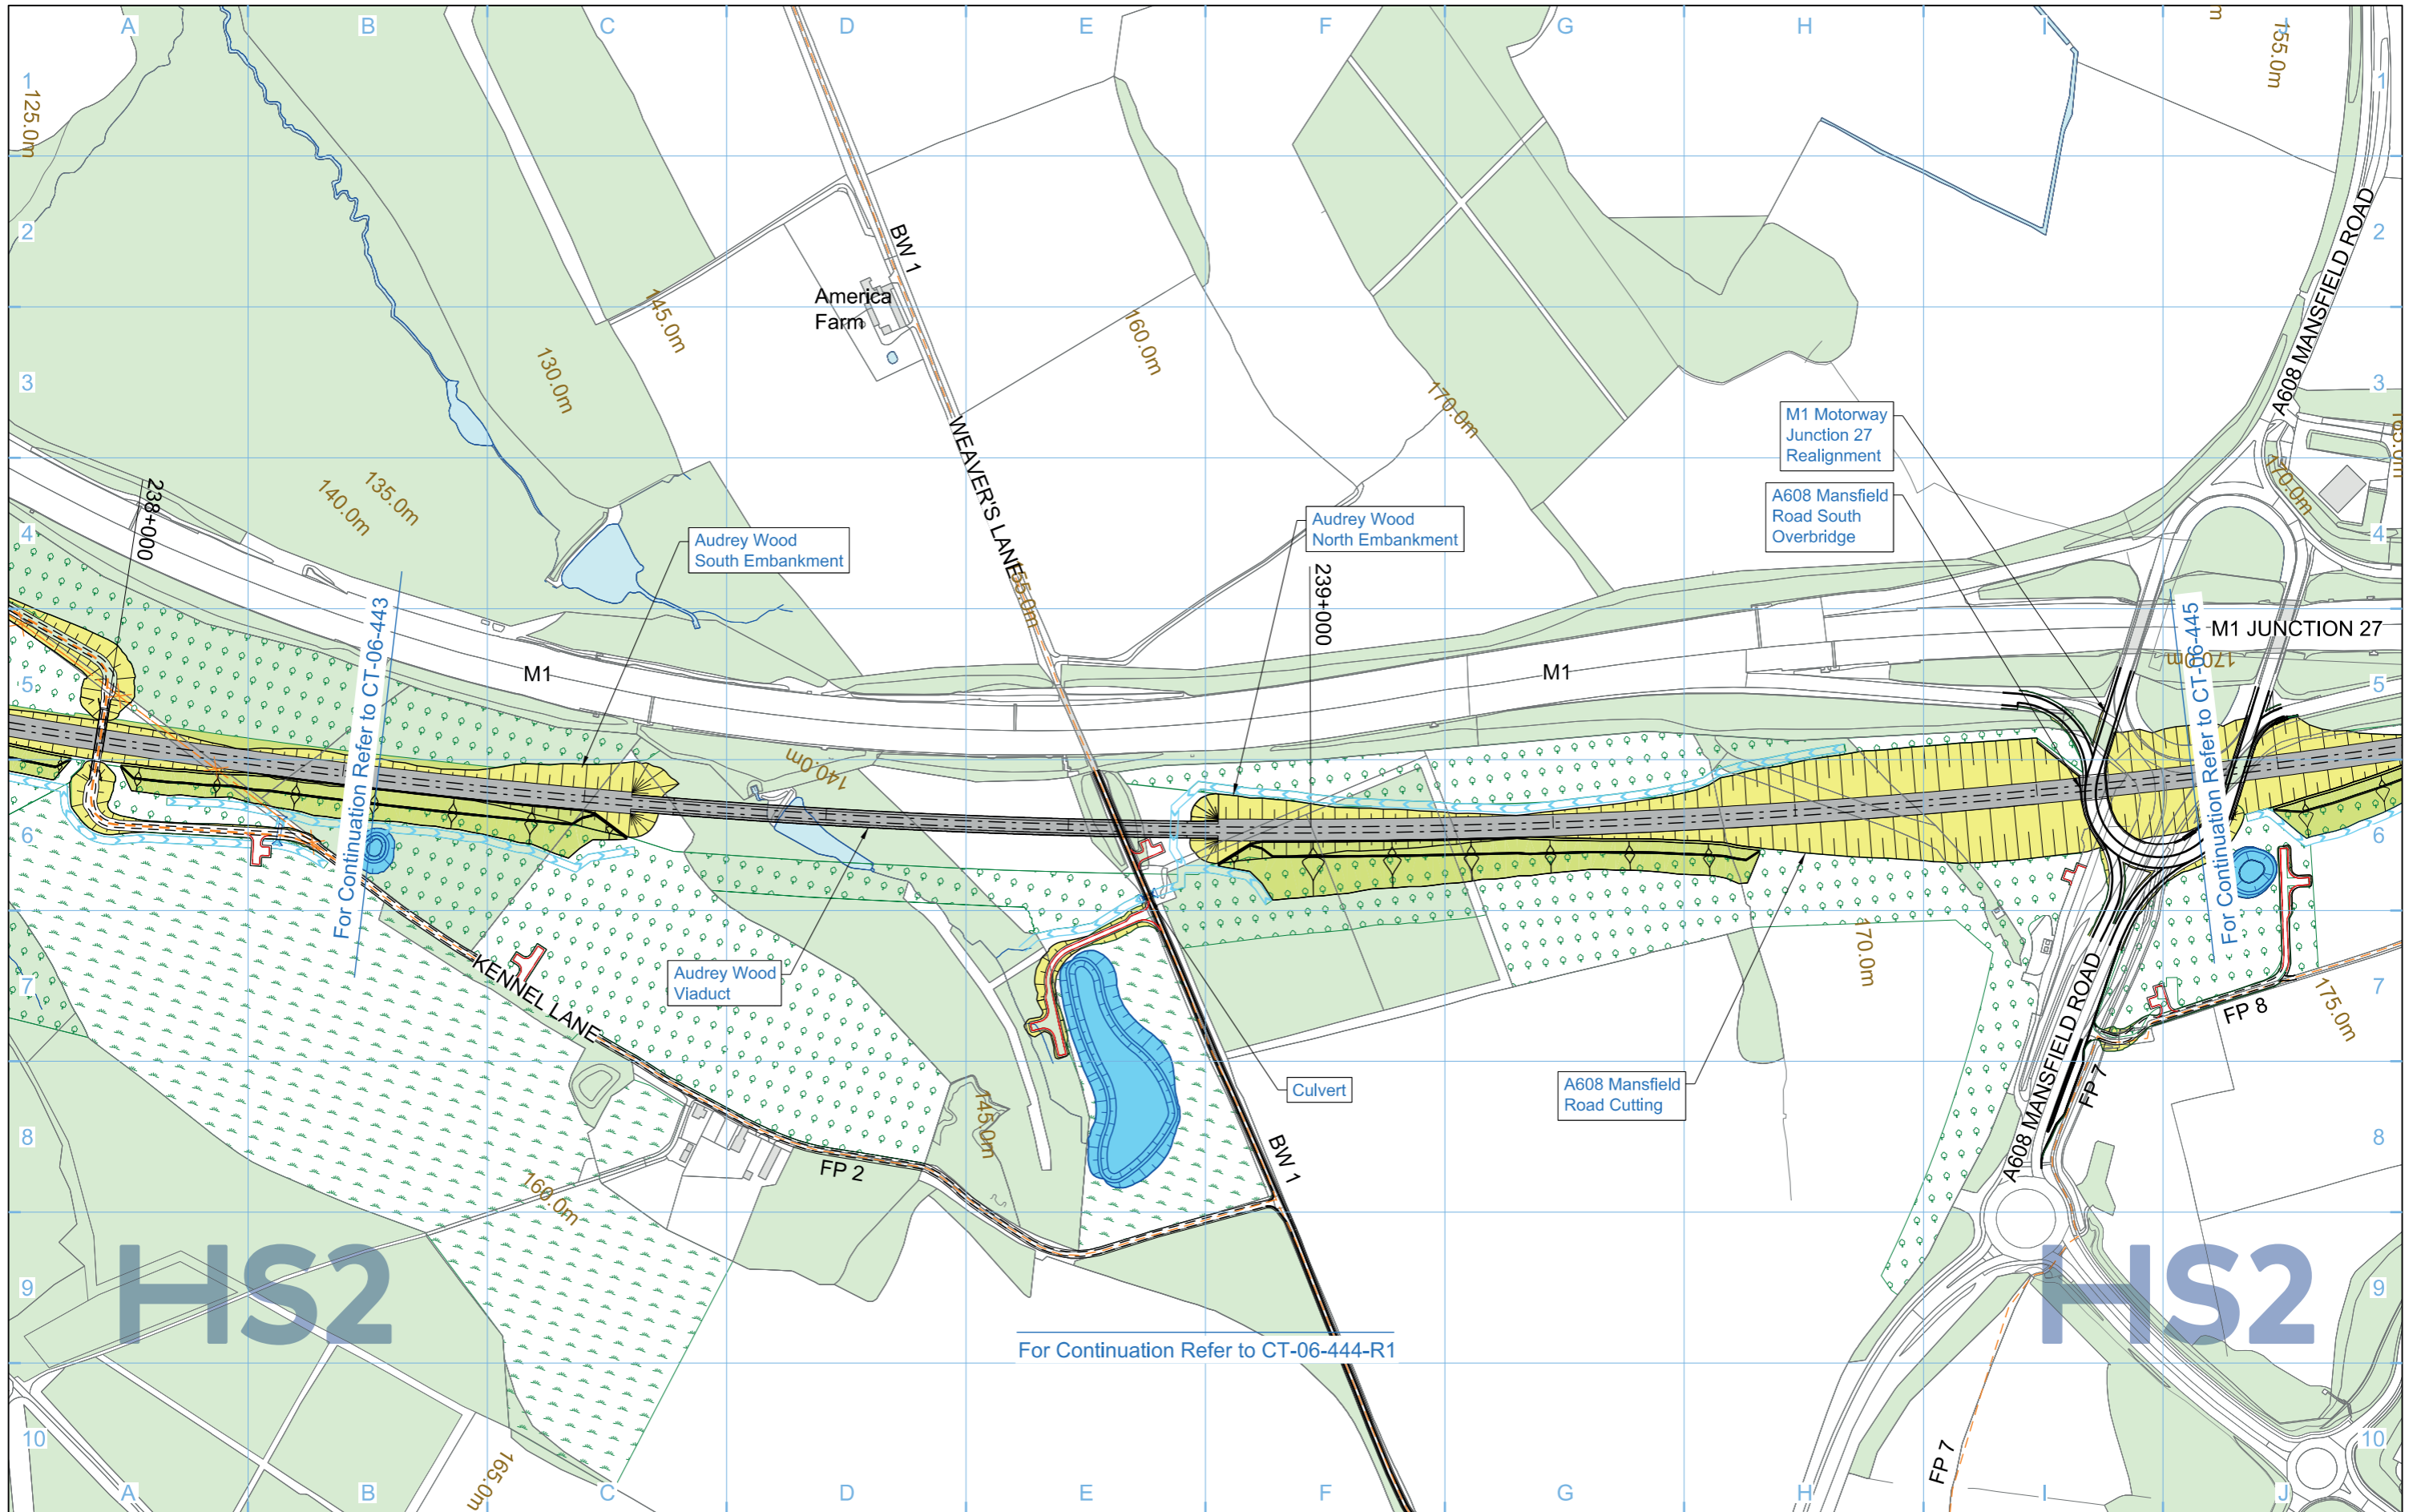 A B C D E F G H I J
1 1
125.0m
155.0m
m
2 2
BW 1
America
Farm
A608 MANSFIELD ROAD
145.0m
160.0m
3 3
130.0m
170.0m
M1 Motorway
Junction 27
Realignment
WEAVER'S LANE
165.0m
4 4
238+000
140.0m
135.0m
Audrey Wood
South Embankment
Audrey Wood
North Embankment
A608 Mansfield
Road South
Overbridge
170.0m
155.0m
239+000
For Continuation Refer to CT-06-443
For Continuation Refer to CT-06-445
M1 JUNCTION 27
170.0m
5 5
M1
M1
140.0m
6 6
7 7
KENNEL LANE
Audrey Wood
Viaduct
170.0m
A608 MANSFIELD ROAD
FP 8
175.0m
Culvert
A608 Mansfield
Road Cutting
FP 7
8 8
145.0m
FP 2
BW 1
160.0m
9 9
HS2
HS2
For Continuation Refer to CT-06-444-R1
10 10
165.0m
FP 7
A B C D E F G H I J